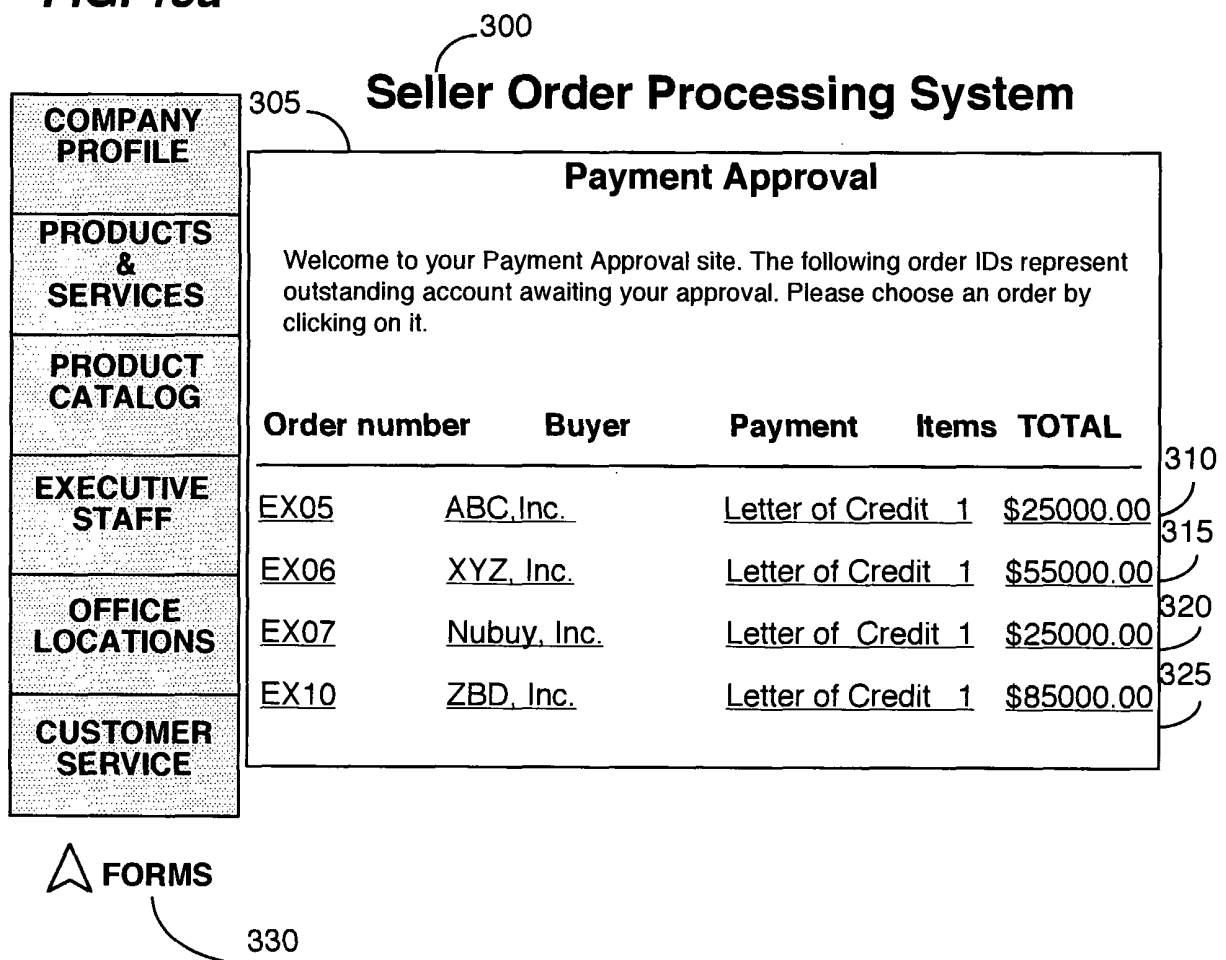 300
Seller Order Processing System
305
COMPANY
PROFILE
PRODUCTS
&
SERVICES
PRODUCT
CATALOG
EXECUTIVE
STAFF
OFFICE
LOCATIONS
CUSTOMER
SERVICE
Payment Approval
Welcome to your Payment Approval site. The following order IDs represent
outstanding account awaiting your approval. Please choose an order by
clicking on it.
Order number Buyer Payment Items TOTAL
EX05 ABC,Inc. Letter of Credit 1 $25000.00
310
EX06 XYZ, Inc. Letter of Credit 1 $55000.00
315
EX07 Nubuy, Inc. Letter of Credit 1 $25000.00
320
EX10 ZBD, Inc. Letter of Credit 1 $85000.00
325
FORMS
330